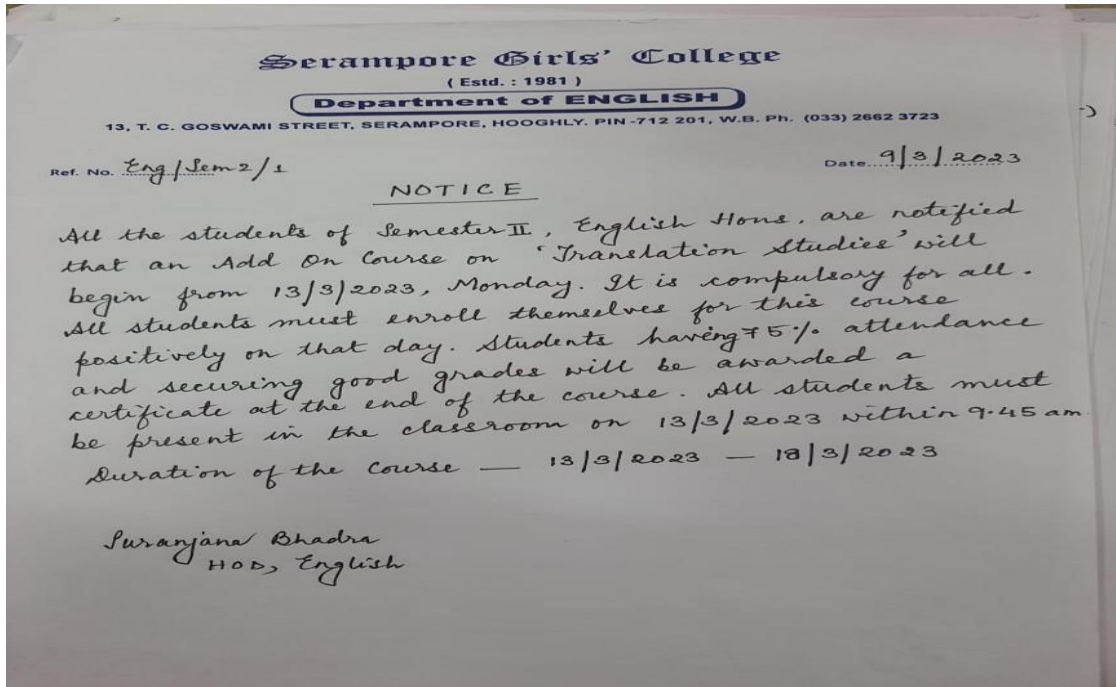 Serampore Girls' College
( Estd. : 1981 )
Department of ENGLISH
13, T. C. GOSWAMI STREET, SERAMPORE, HOOGHLY. PIN-712 201, W.B. Ph. (033) 2662 3723
Ref. No. Eng/Sem 2/1 Date 9/3/2023
NOTICE
All the students of Semester II, English Hons, are notified
that an Add On Course on 'Translation Studies' will
begin from 13/3/2023, Monday. It is compulsory for all.
All students must enroll themselves for this course
positively on that day. Students having 75% attendance
and securing good grades will be awarded a
certificate at the end of the course. All students must
be present in the classroom on 13/3/2023 within 9.45 am
Duration of the Course — 13/3/2023 — 18/3/2023
Suranjana Bhadra
HOD, English